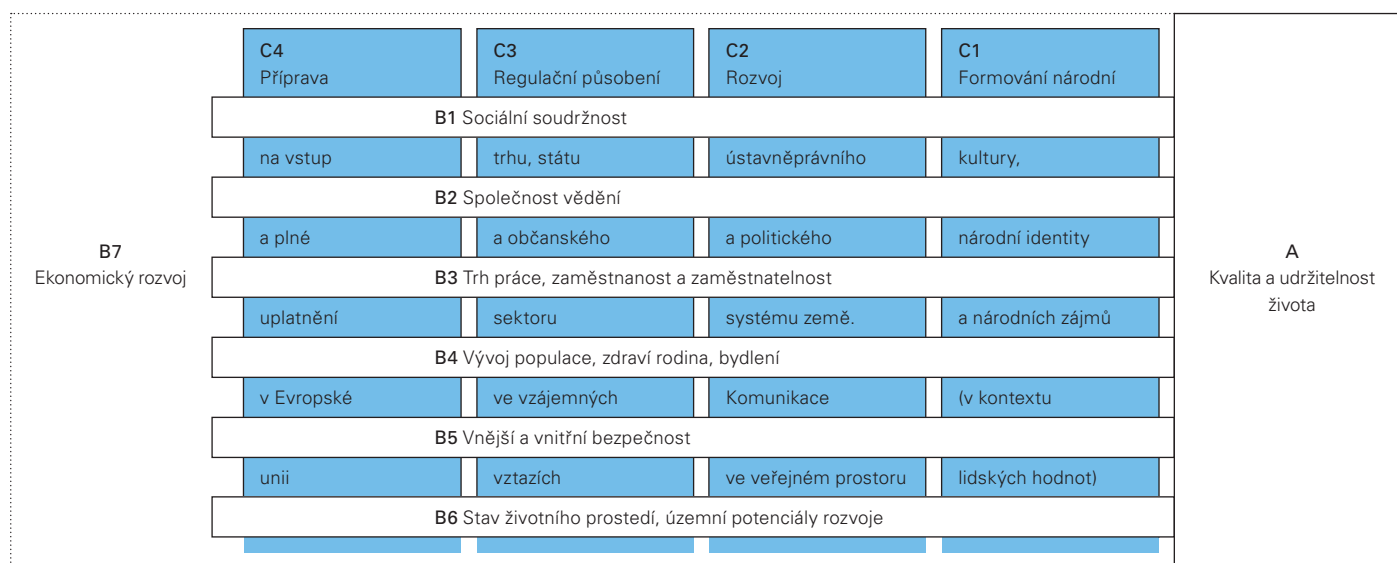 C4
Příprava
C3
Regulační působení
C2
Rozvoj
C1
Formování národní
B1 Sociální soudržnost
na vstup
trhu, státu
ústavněprávního
kultury,
B2 Společnost vědění
a plné
a občanského
a politického
národní identity
B7
Ekonomický rozvoj
A
Kvalita a udržitelnost
života
B3 Trh práce, zaměstnanost a zaměstnatelnost
uplatnění
sektoru
systému země.
a národních zájmů
B4 Vývoj populace, zdraví rodina, bydlení
v Evropské
ve vzájemných
Komunikace
(v kontextu
B5 Vnější a vnitřní bezpečnost
unii
vztazích
ve veřejném prostoru
lidských hodnot)
B6 Stav životního prostedí, územní potenciály rozvoje